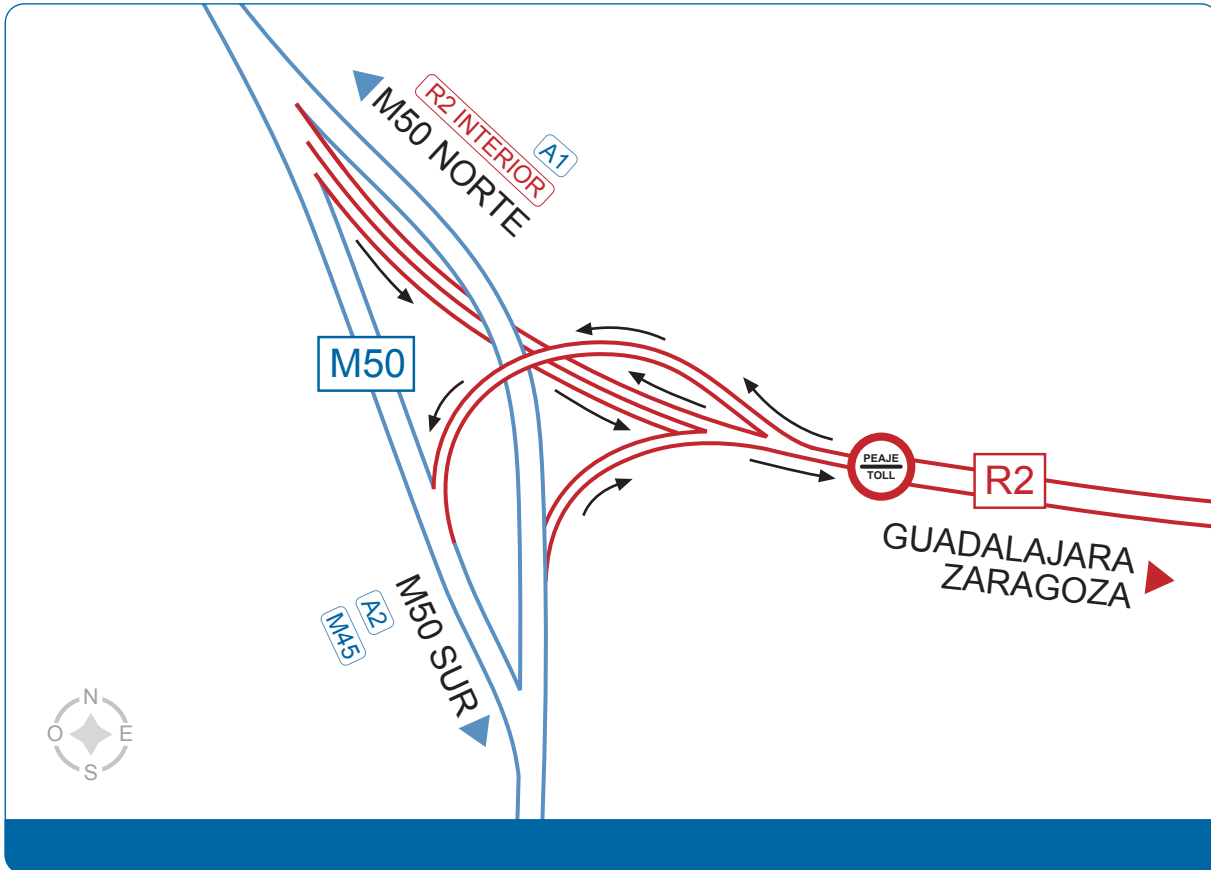 R2 INTERIOR
A1
M50 NORTE
M50
PEAJE
TOLL
R2
GUADALAJARA
ZARAGOZA
M50 SUR
A2
M45
N
O
E
S